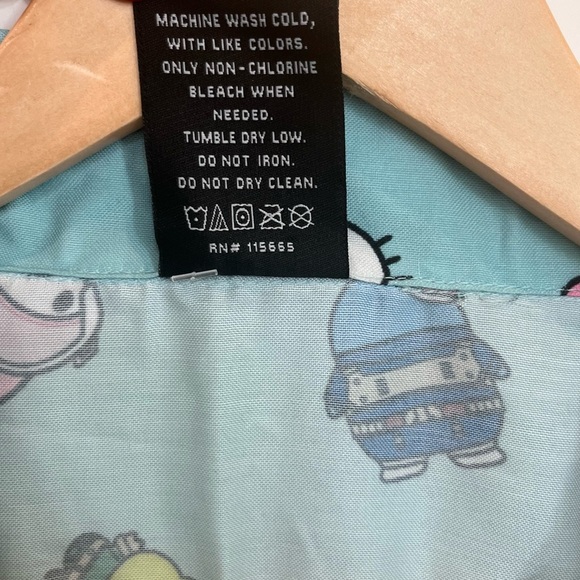 MACHINE WASH COLD,
WITH LIKE COLORS.
ONLY NON-CHLORINE
BLEACH WHEN
NEEDED.
TUMBLE DRY LOW.
DO NOT IRON.
DO NOT DRY CLEAN.
RN# 115665